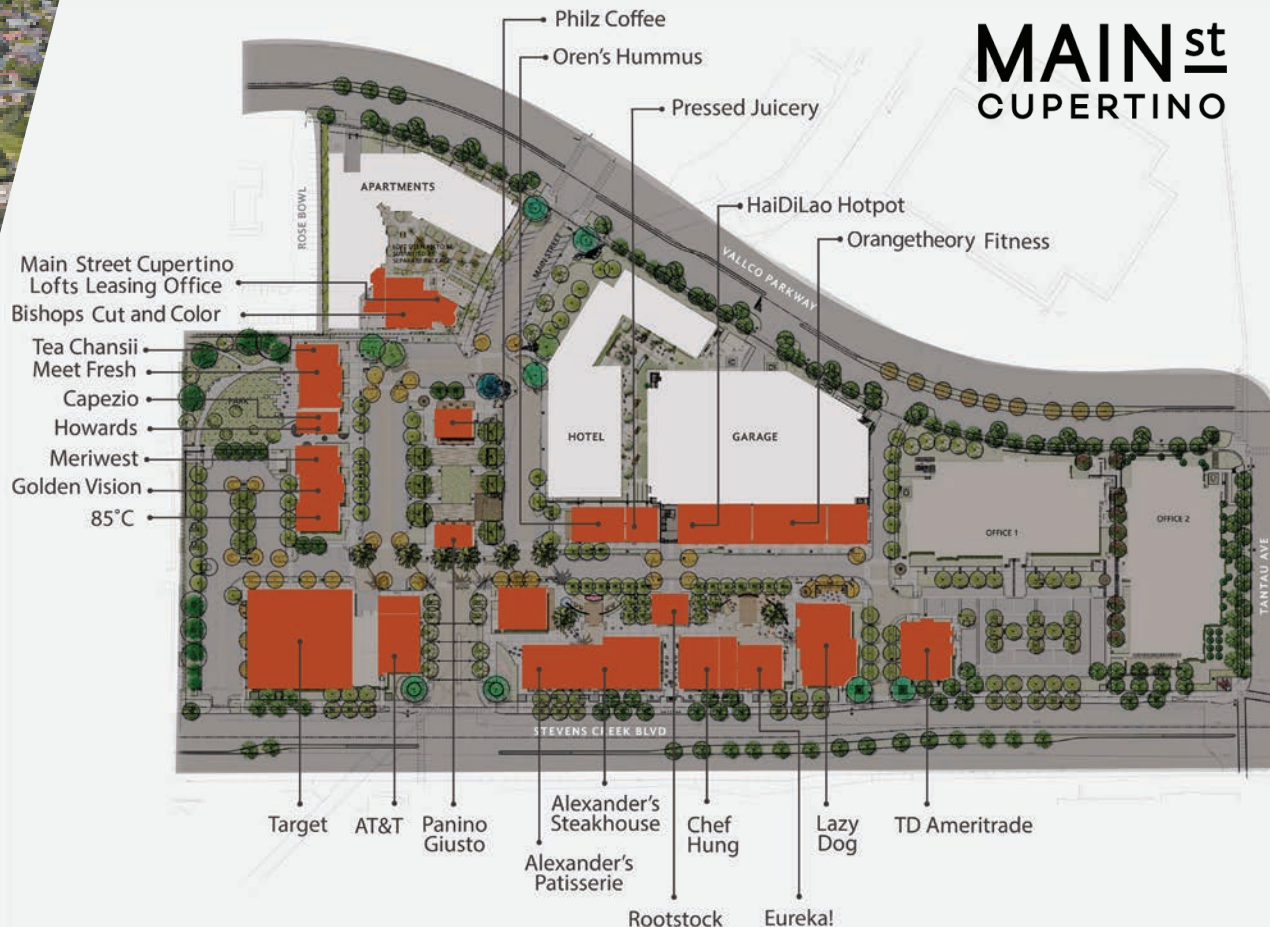 MAIN st
CUPERTINO
Philz Coffee
Oren's Hummus
Pressed Juicery
HaiDiLao Hotpot
Orangetheory Fitness
Main Street Cupertino
Lofts Leasing Office
Bishops Cut and Color
Tea Chansii
Meet Fresh
Capezio
Howards
Meriwest
Golden Vision
85°C
ROSE BOWL
APARTMENTS
MAIN STREET
VALLCO PARKWAY
PARK
HOTEL
GARAGE
OFFICE 1
OFFICE 2
TANTAU AVE
STEVENS CREEK BLVD
Target
AT&T
Panino
Giusto
Alexander's
Patisserie
Alexander's
Steakhouse
Rootstock
Chef
Hung
Eureka!
Lazy
Dog
TD Ameritrade